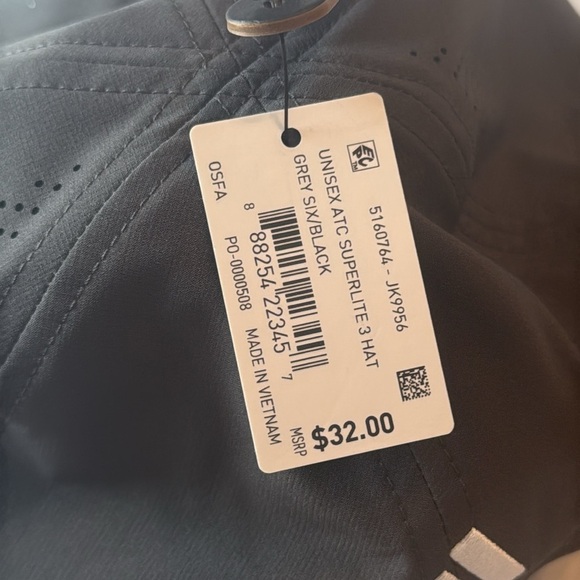 5160764 - JK9956
UNISEX ATC SUPERLITE 3 HAT
GREY SIX/BLACK
8 88254 22345 7
OSFA
PO-0000508
MADE IN VIETNAM
MSRP $32.00